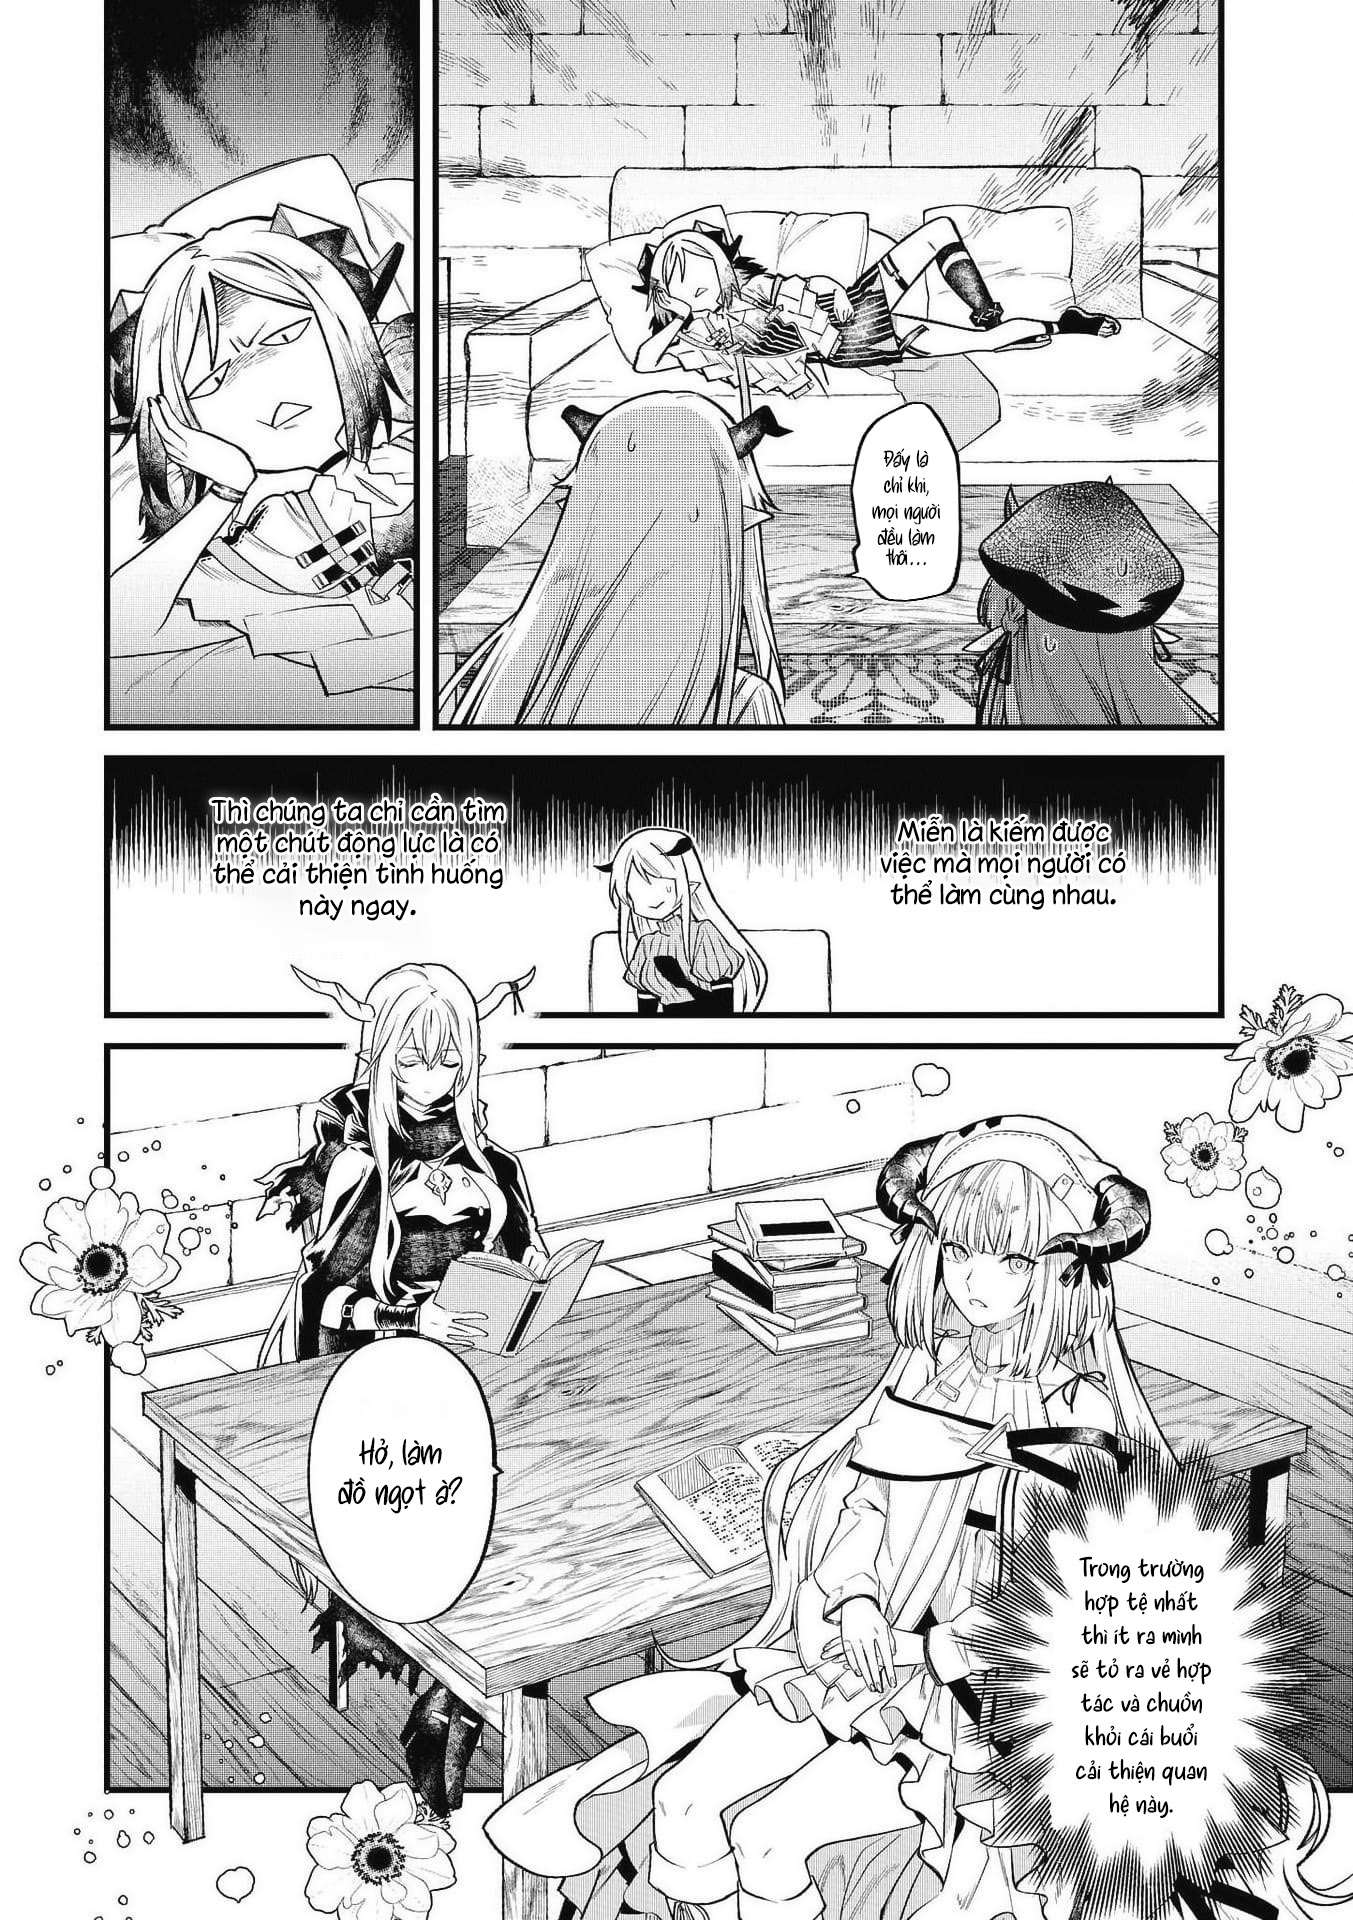 Đấy là
chỉ khi,
mọi người
đều làm
thôi...
Miễn là kiếm được
việc mà mọi người có
thể làm cùng nhau.
Thì chúng ta chỉ cần tìm
một chút động lực là có
thể cải thiện tình huống
này ngay.
Hở, làm
đồ ngọt à?
Trong trường
hợp tệ nhất
thì ít ra mình
sẽ tỏ ra vẻ hợp
tác và chuồn
khỏi cái buổi
cải thiện quan
hệ này.